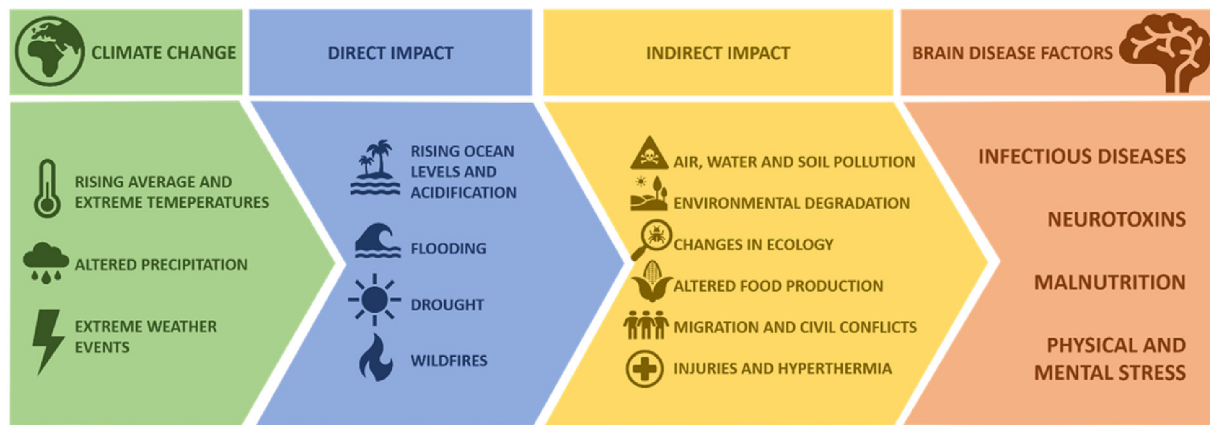 CLIMATE CHANGE
DIRECT IMPACT
INDIRECT IMPACT
BRAIN DISEASE FACTORS
RISING AVERAGE AND
EXTREME TEMEPERATURES
ALTERED PRECIPITATION
EXTREME WEATHER
EVENTS
RISING OCEAN
LEVELS AND
ACIDIFICATION
FLOODING
DROUGHT
WILDFIRES
AIR, WATER AND SOIL POLLUTION
ENVIRONMENTAL DEGRADATION
CHANGES IN ECOLOGY
ALTERED FOOD PRODUCTION
MIGRATION AND CIVIL CONFLICTS
INJURIES AND HYPERTHERMIA
INFECTIOUS DISEASES
NEUROTOXINS
MALNUTRITION
PHYSICAL AND
MENTAL STRESS